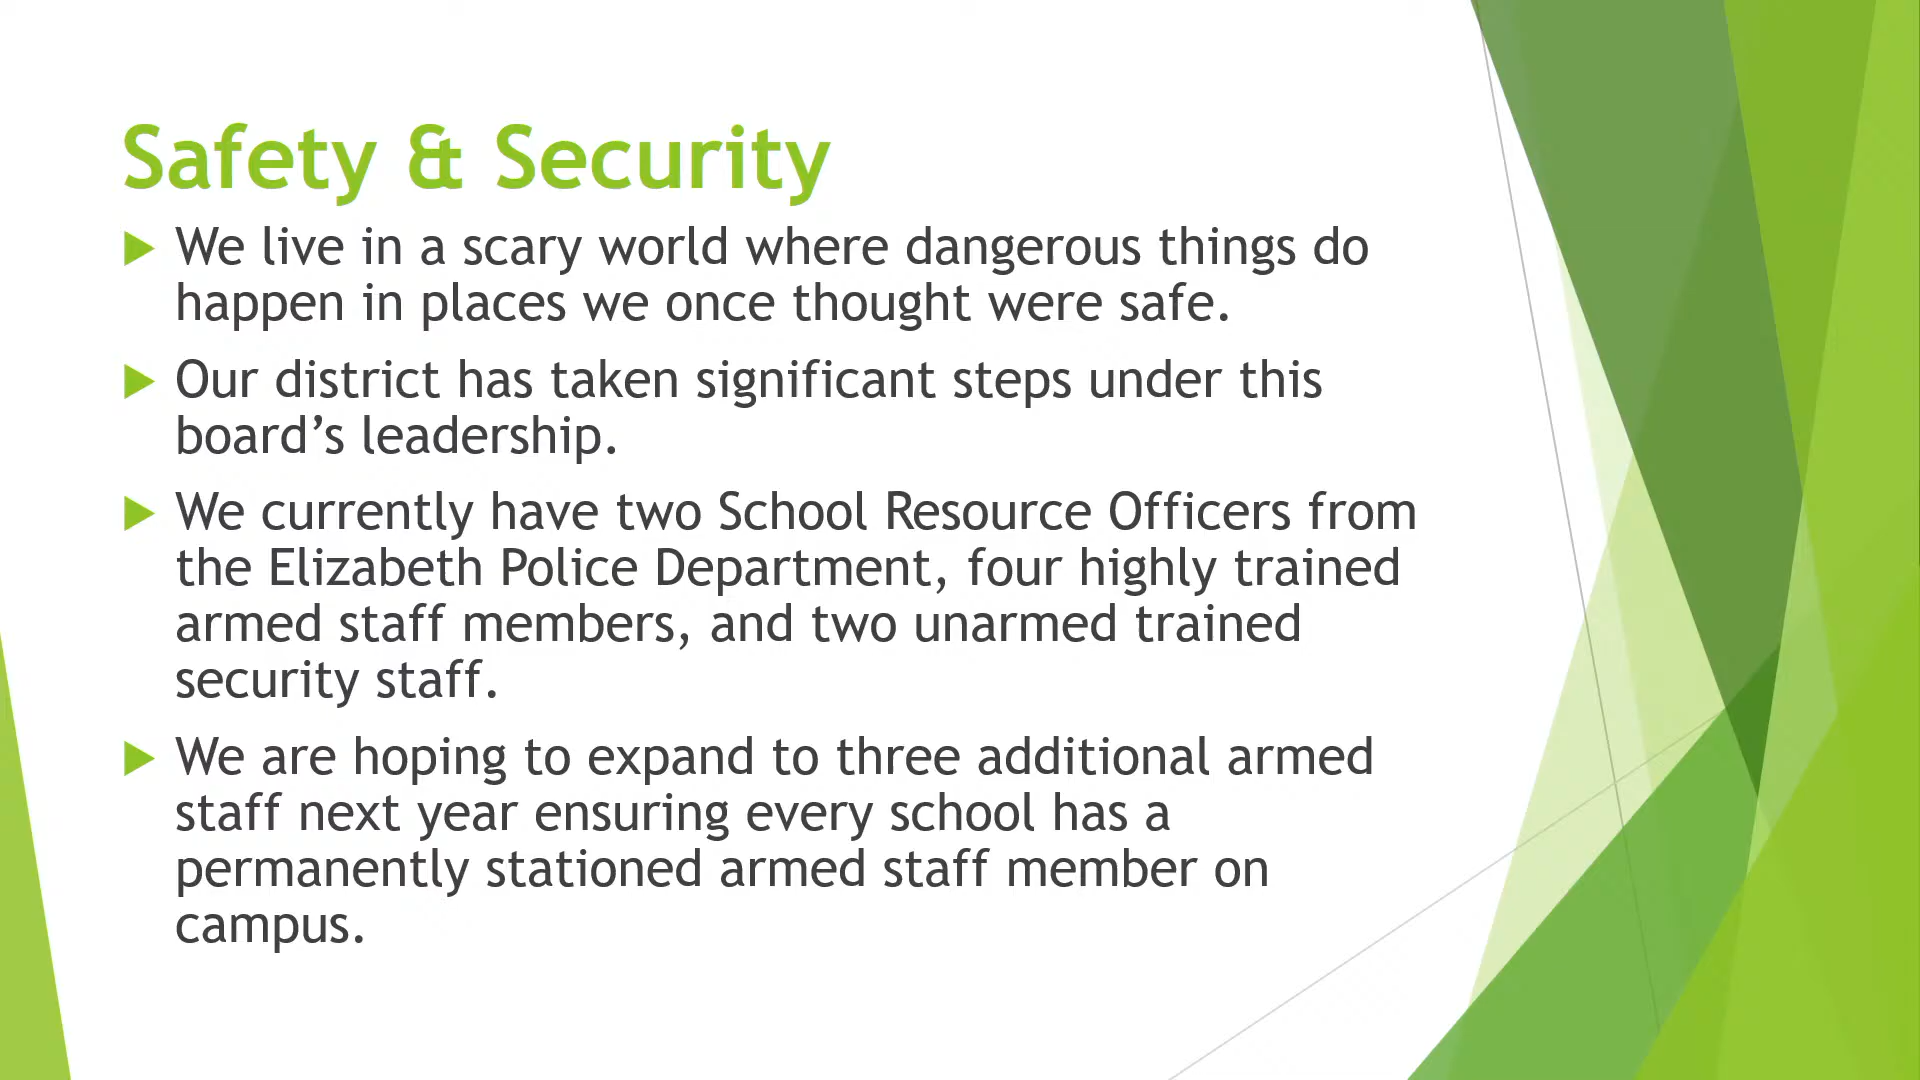 Safety & Security
We live in a scary world where dangerous things do
happen in places we once thought were safe.
Our district has taken significant steps under this
board’s leadership.
We currently have two School Resource Officers from
the Elizabeth Police Department, four highly trained
armed staff members, and two unarmed trained
security staff.
We are hoping to expand to three additional armed
staff next year ensuring every school has a
permanently stationed armed staff member on
campus.